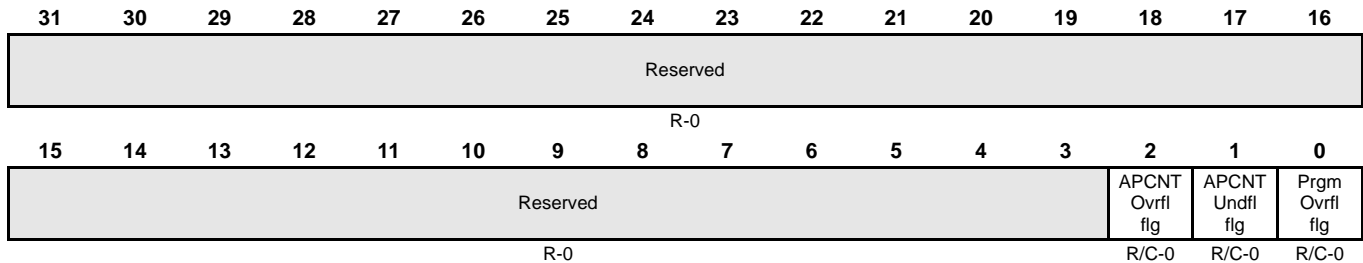 31 30 29 28 27 26 25 24 23 22 21 20 19 18 17 16
Reserved
R-0
15 14 13 12 11 10 9 8 7 6 5 4 3 2 1 0
Reserved
APCNT Ovrfl flg
APCNT Undfl flg
Prgm Ovrfl flg
R-0 R/C-0 R/C-0 R/C-0